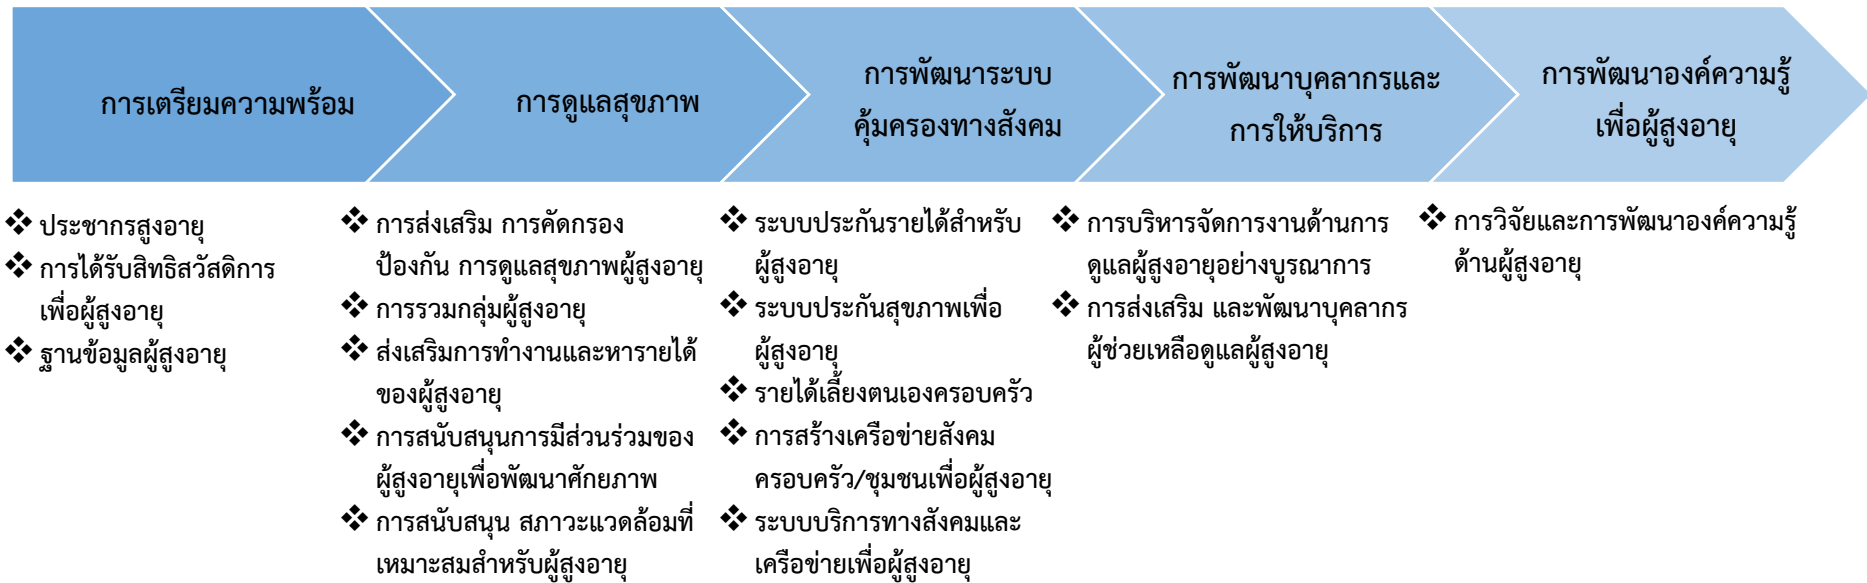 การเตรียมความพร้อม
การดูแลสุขภาพ
การพัฒนาระบบ
คุ้มครองทางสังคม
การพัฒนาบุคลากรและ
การให้บริการ
การพัฒนาองค์ความรู้
เพื่อผู้สูงอายุ
❖ ประชากรสูงอายุ
❖ การได้รับสิทธิสวัสดิการ
เพื่อผู้สูงอายุ
❖ ฐานข้อมูลผู้สูงอายุ
❖ การส่งเสริม การคัดกรอง
ป้องกัน การดูแลสุขภาพผู้สูงอายุ
❖ การรวมกลุ่มผู้สูงอายุ
❖ ส่งเสริมการทำงานและหารายได้
ของผู้สูงอายุ
❖ การสนับสนุนการมีส่วนร่วมของ
ผู้สูงอายุเพื่อพัฒนาศักยภาพ
❖ การสนับสนุน สภาวะแวดล้อมที่
เหมาะสมสำหรับผู้สูงอายุ
❖ ระบบประกันรายได้สำหรับ
ผู้สูงอายุ
❖ ระบบประกันสุขภาพเพื่อ
ผู้สูงอายุ
❖ รายได้เลี้ยงตนเองครอบครัว
❖ การสร้างเครือข่ายสังคม
ครอบครัว/ชุมชนเพื่อผู้สูงอายุ
❖ ระบบบริการทางสังคมและ
เครือข่ายเพื่อผู้สูงอายุ
❖ การบริหารจัดการงานด้านการ
ดูแลผู้สูงอายุอย่างบูรณาการ
❖ การส่งเสริม และพัฒนาบุคลากร
ผู้ช่วยเหลือดูแลผู้สูงอายุ
❖ การวิจัยและการพัฒนาองค์ความรู้
ด้านผู้สูงอายุ